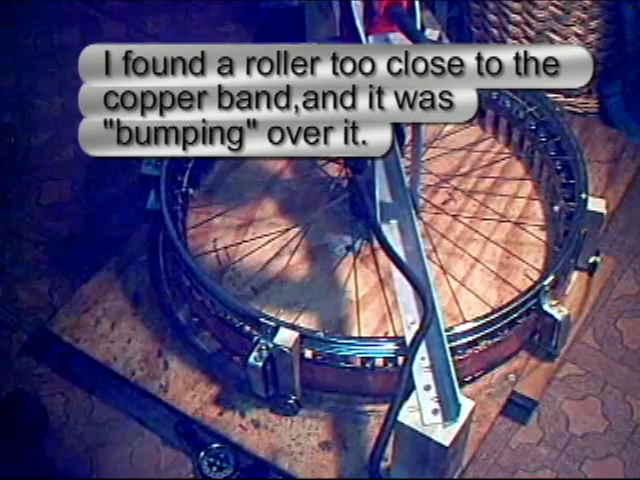 I found a roller too close to the
copper band,and it was
"bumping" over it.